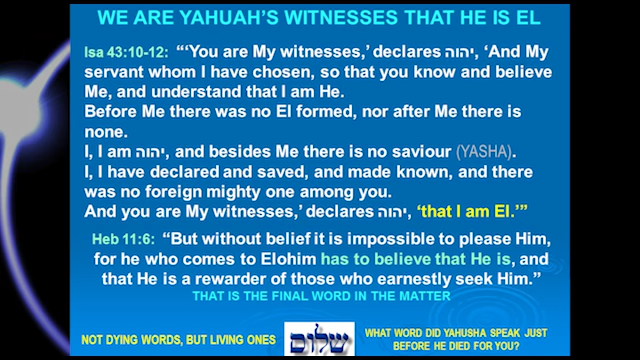 WE ARE YAHUAH'S WITNESSES THAT HE IS EL
Isa 43:10-12: “‘You are My witnesses,’ declares יהוה, ‘And My
servant whom I have chosen, so that you know and believe
Me, and understand that I am He.
Before Me there was no El formed, nor after Me there is
none.
I, I am יהוה, and besides Me there is no saviour (YASHA).
I, I have declared and saved, and made known, and there
was no foreign mighty one among you.
And you are My witnesses,’ declares יהוה, ‘that I am El.’”
Heb 11:6: “But without belief it is impossible to please Him,
for he who comes to Elohim has to believe that He is, and
that He is a rewarder of those who earnestly seek Him.”
THAT IS THE FINAL WORD IN THE MATTER
NOT DYING WORDS, BUT LIVING ONES
שלום
WHAT WORD DID YAHUSHA SPEAK JUST
BEFORE HE DIED FOR YOU?